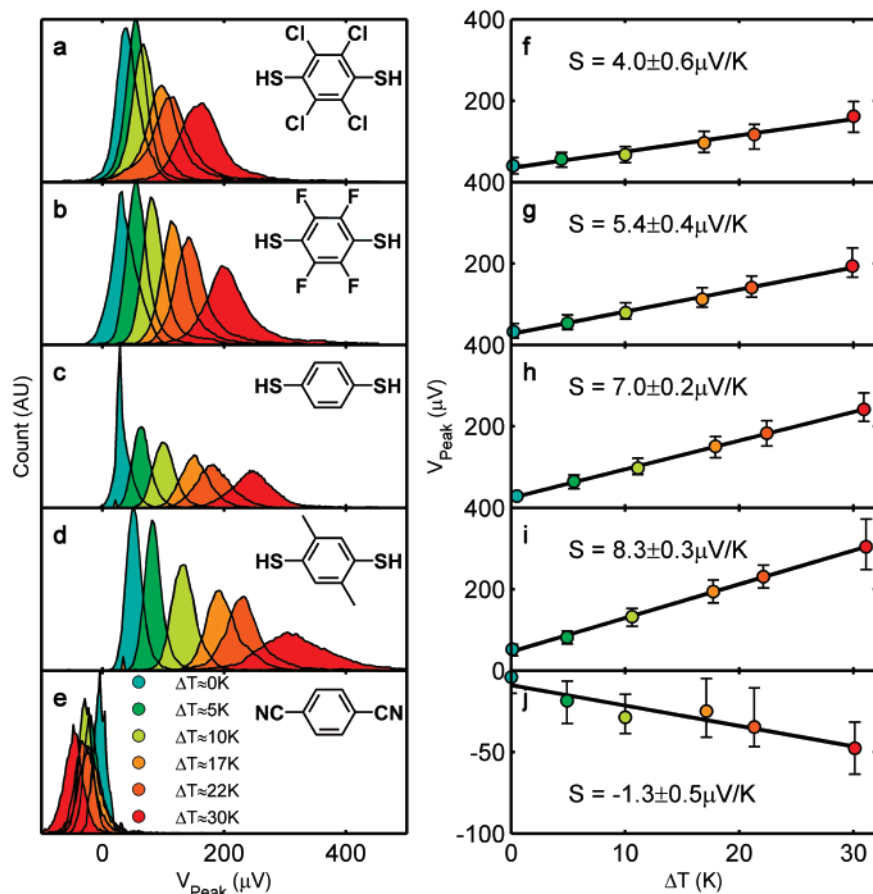 a
Cl
Cl
HS
SH
Cl
Cl
b
F
F
HS
SH
F
F
c
HS
SH
d
HS
SH
e
ΔT≈0K
ΔT≈5K
ΔT≈10K
ΔT≈17K
ΔT≈22K
ΔT≈30K
NC
CN
Count (AU)
0
200
400
V_Peak (μV)
f
S = 4.0±0.6μV/K
g
S = 5.4±0.4μV/K
h
S = 7.0±0.2μV/K
i
S = 8.3±0.3μV/K
j
S = -1.3±0.5μV/K
400
200
400
200
400
200
400
200
0
-50
-100
V_Peak (μV)
0
10
20
30
ΔT (K)